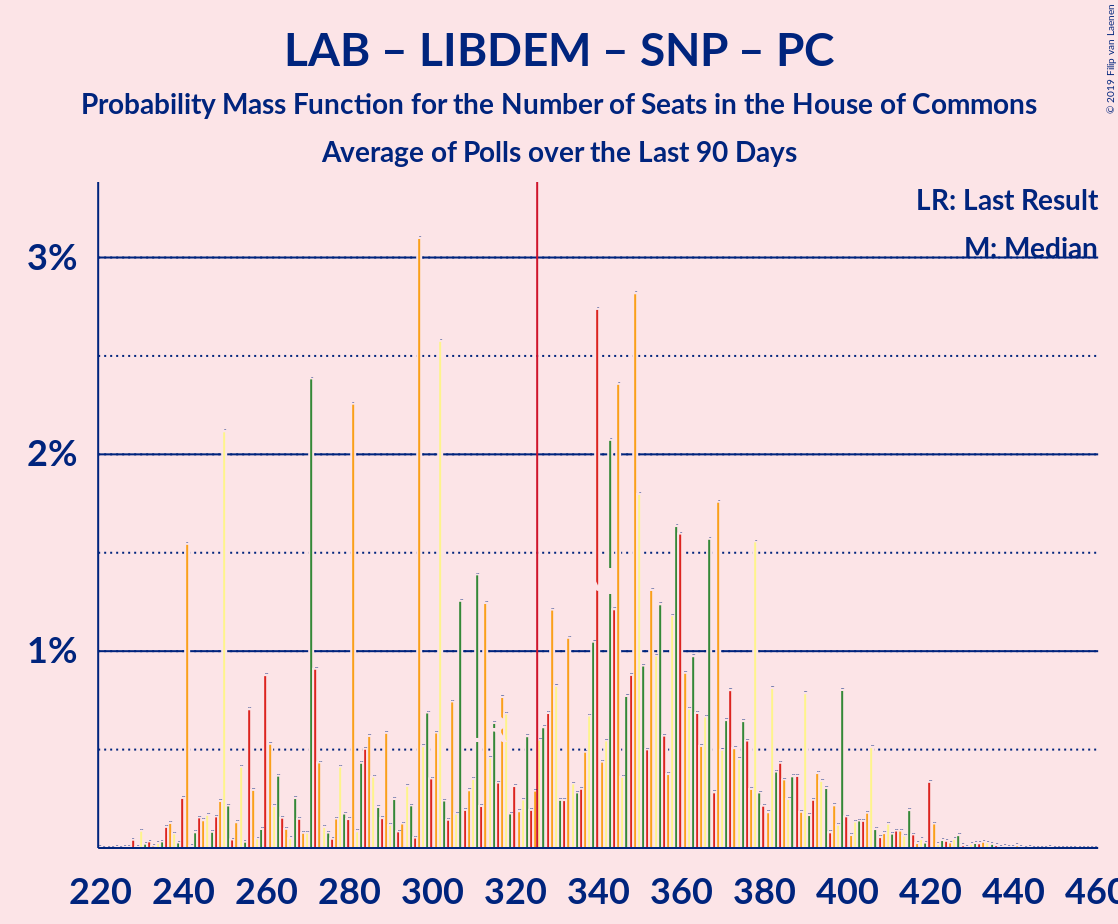 LAB – LIBDEM – SNP – PC
Probability Mass Function for the Number of Seats in the House of Commons
Average of Polls over the Last 90 Days
© 2019 Filip van Laenen
LR: Last Result
M: Median
3%
2%
1%
220 240 260 280 300 320 340 360 380 400 420 440 460